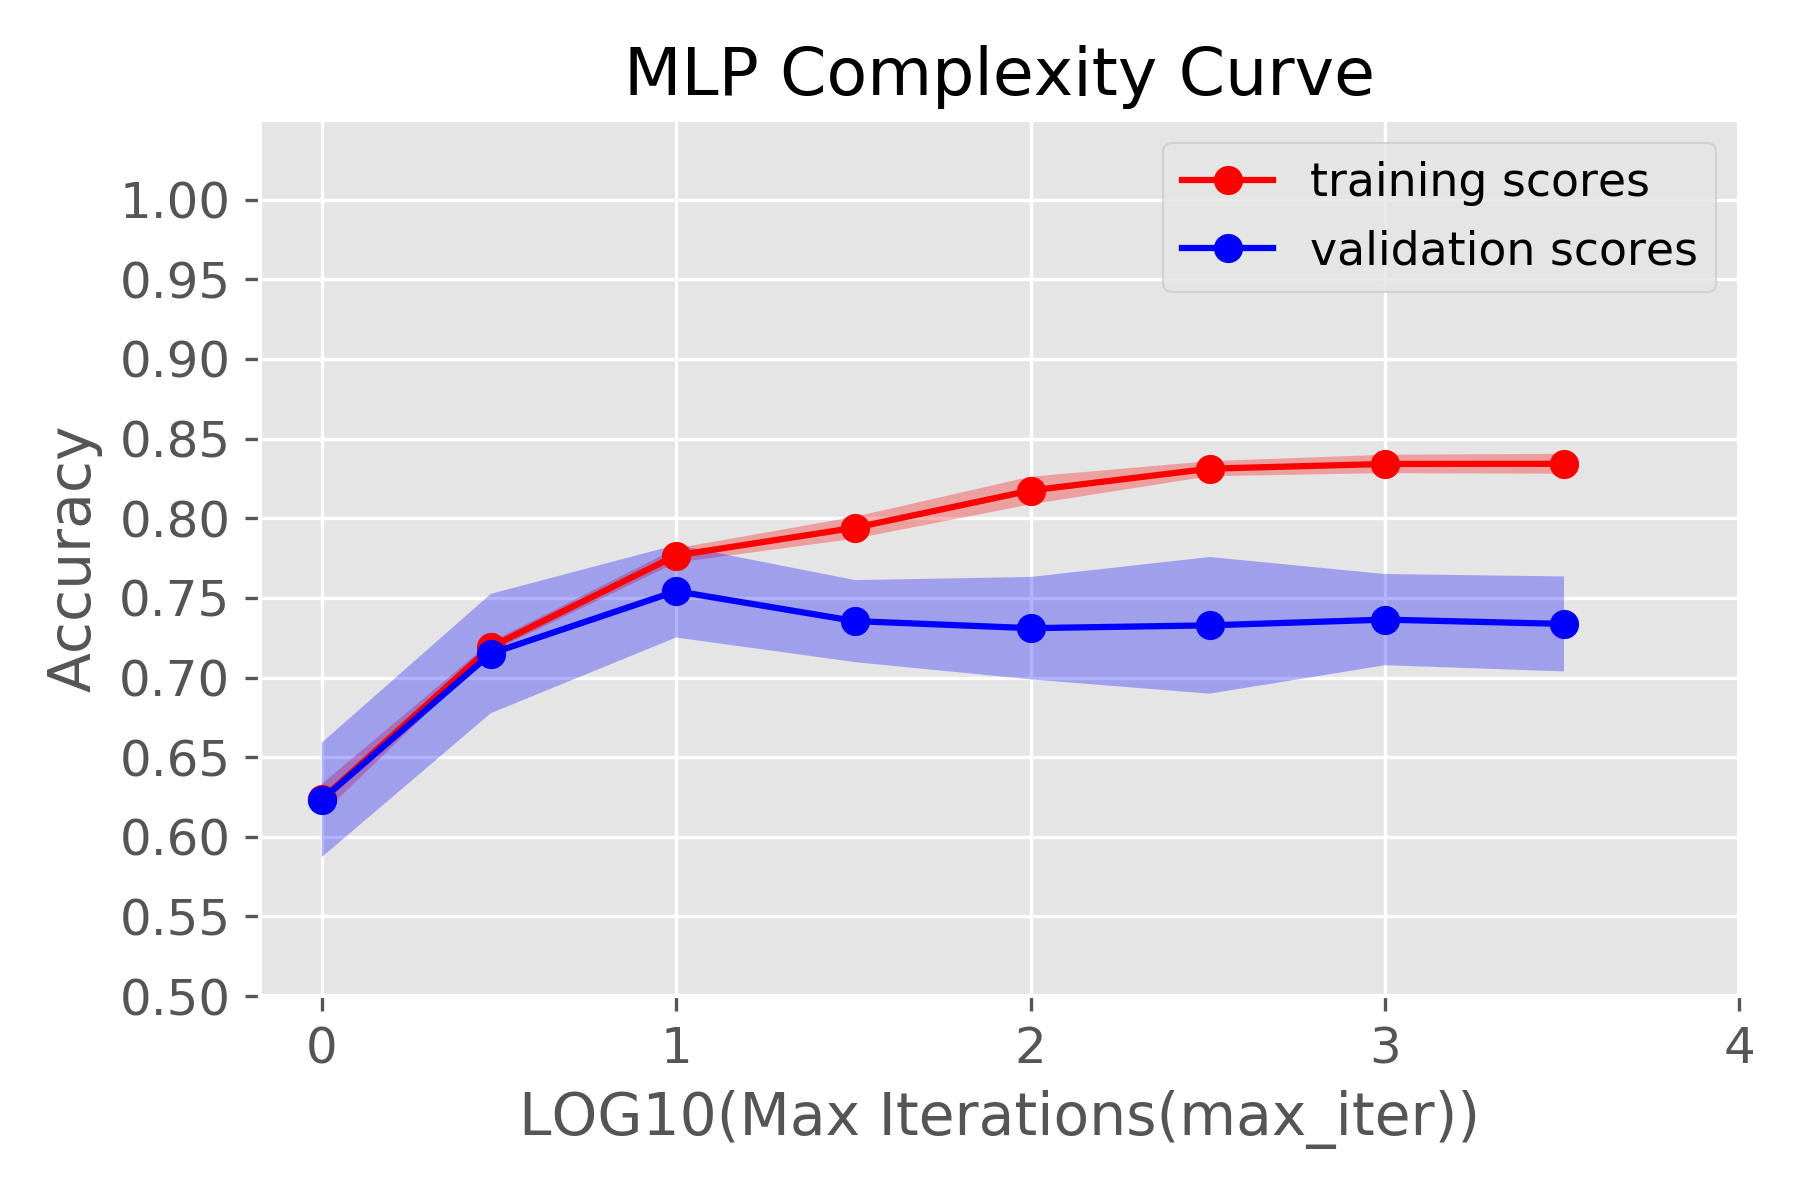 MLP Complexity Curve
training scores
validation scores
Accuracy
1.00
0.95
0.90
0.85
0.80
0.75
0.70
0.65
0.60
0.55
0.50
0 1 2 3 4
LOG10(Max Iterations(max_iter))